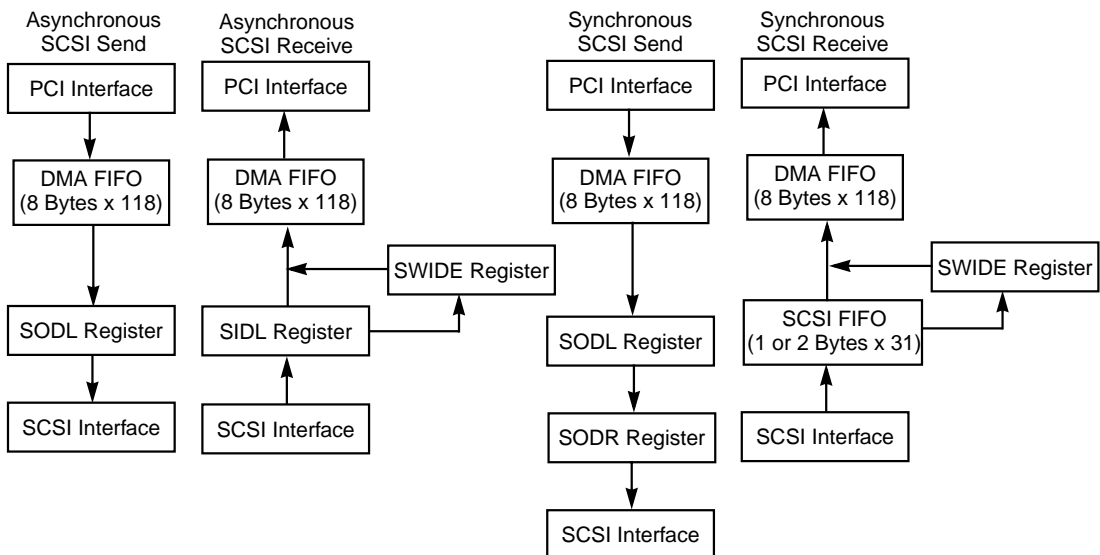 Asynchronous
SCSI Send
PCI Interface
DMA FIFO
(8 Bytes x 118)
SODL Register
SCSI Interface
Asynchronous
SCSI Receive
PCI Interface
DMA FIFO
(8 Bytes x 118)
SWIDE Register
SIDL Register
SCSI Interface
Synchronous
SCSI Send
PCI Interface
DMA FIFO
(8 Bytes x 118)
SODL Register
SODR Register
SCSI Interface
Synchronous
SCSI Receive
PCI Interface
DMA FIFO
(8 Bytes x 118)
SWIDE Register
SCSI FIFO
(1 or 2 Bytes x 31)
SCSI Interface